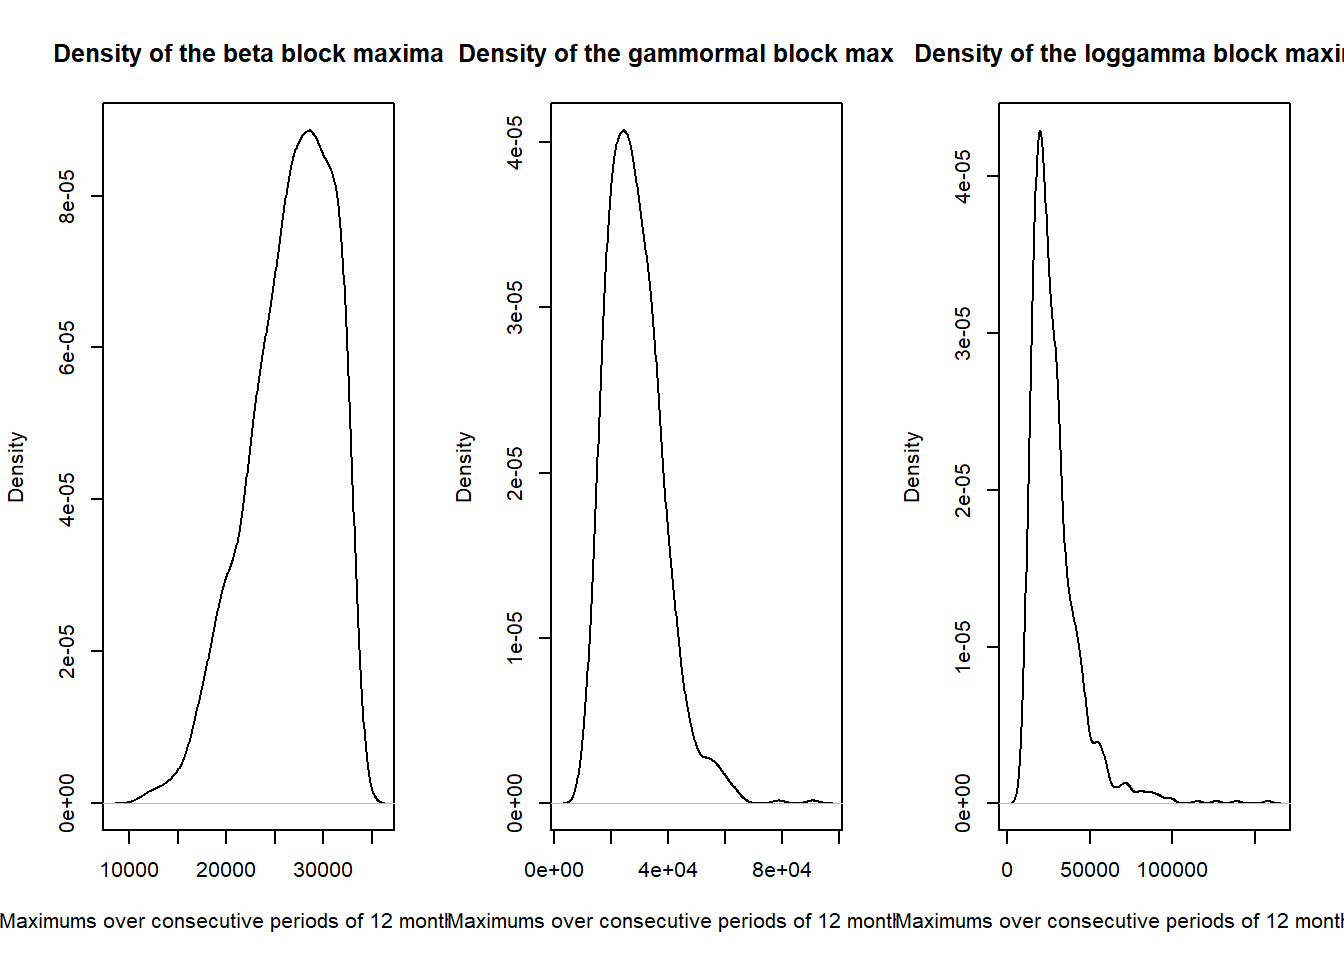 Density of the beta block maxima
Density
0e+00 2e-05 4e-05 6e-05 8e-05
10000 20000 30000
Maximums over consecutive periods of 12 mont
Density of the gammormal block max
Density
0e+00 1e-05 2e-05 3e-05 4e-05
0e+00 4e+04 8e+04
Maximums over consecutive periods of 12 mont
Density of the loggamma block maxi
Density
0e+00 1e-05 2e-05 3e-05 4e-05
0 50000 100000
Maximums over consecutive periods of 12 mont